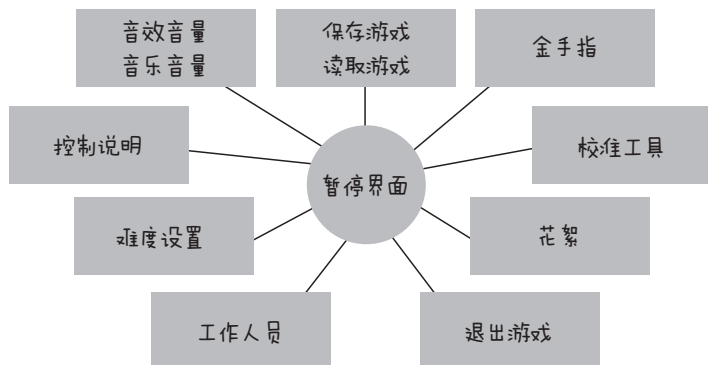 音效音量
音乐音量
保存游戏
读取游戏
金手指
控制说明
校准工具
暂停界面
难度设置
花絮
工作人员
退出游戏